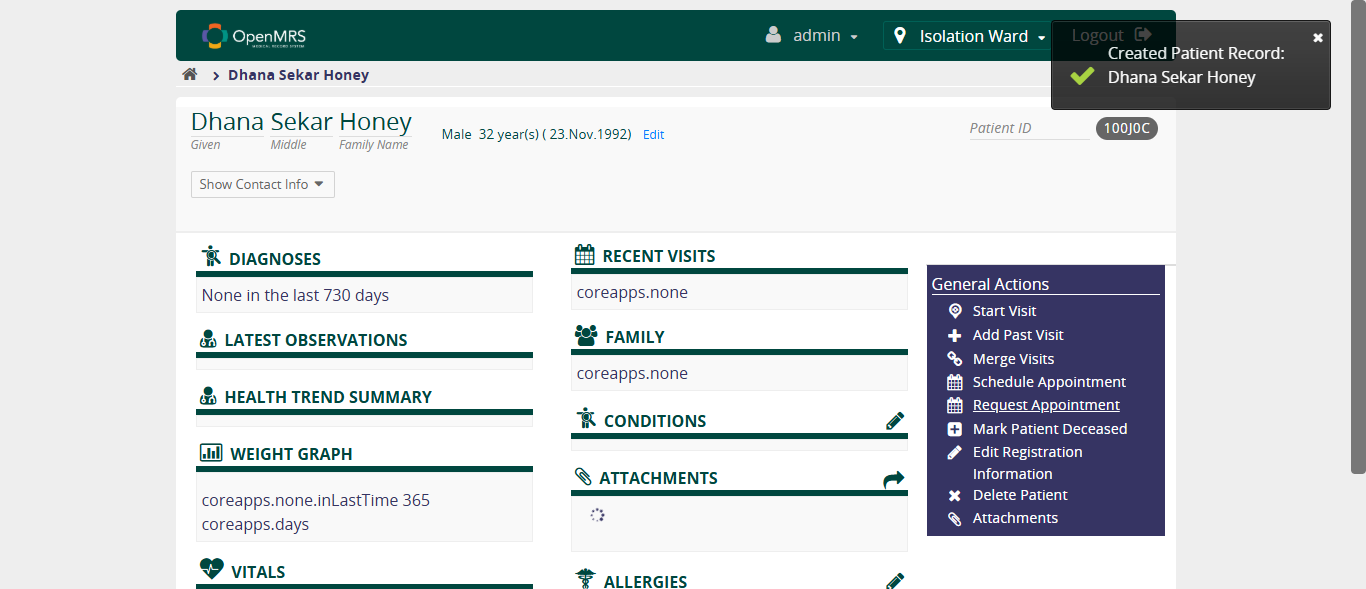 OpenMRS
MEDICAL RECORD SYSTEM
admin
Isolation Ward
Logout
Created Patient Record:
Dhana Sekar Honey
Dhana Sekar Honey
Dhana Sekar Honey
Given Middle Family Name
Male 32 year(s) ( 23.Nov.1992) Edit
Patient ID 100J0C
Show Contact Info
DIAGNOSES
None in the last 730 days
LATEST OBSERVATIONS
HEALTH TREND SUMMARY
WEIGHT GRAPH
coreapps.none.inLastTime 365
coreapps.days
VITALS
RECENT VISITS
coreapps.none
FAMILY
coreapps.none
CONDITIONS
ATTACHMENTS
ALLERGIES
General Actions
Start Visit
Add Past Visit
Merge Visits
Schedule Appointment
Request Appointment
Mark Patient Deceased
Edit Registration
Information
Delete Patient
Attachments